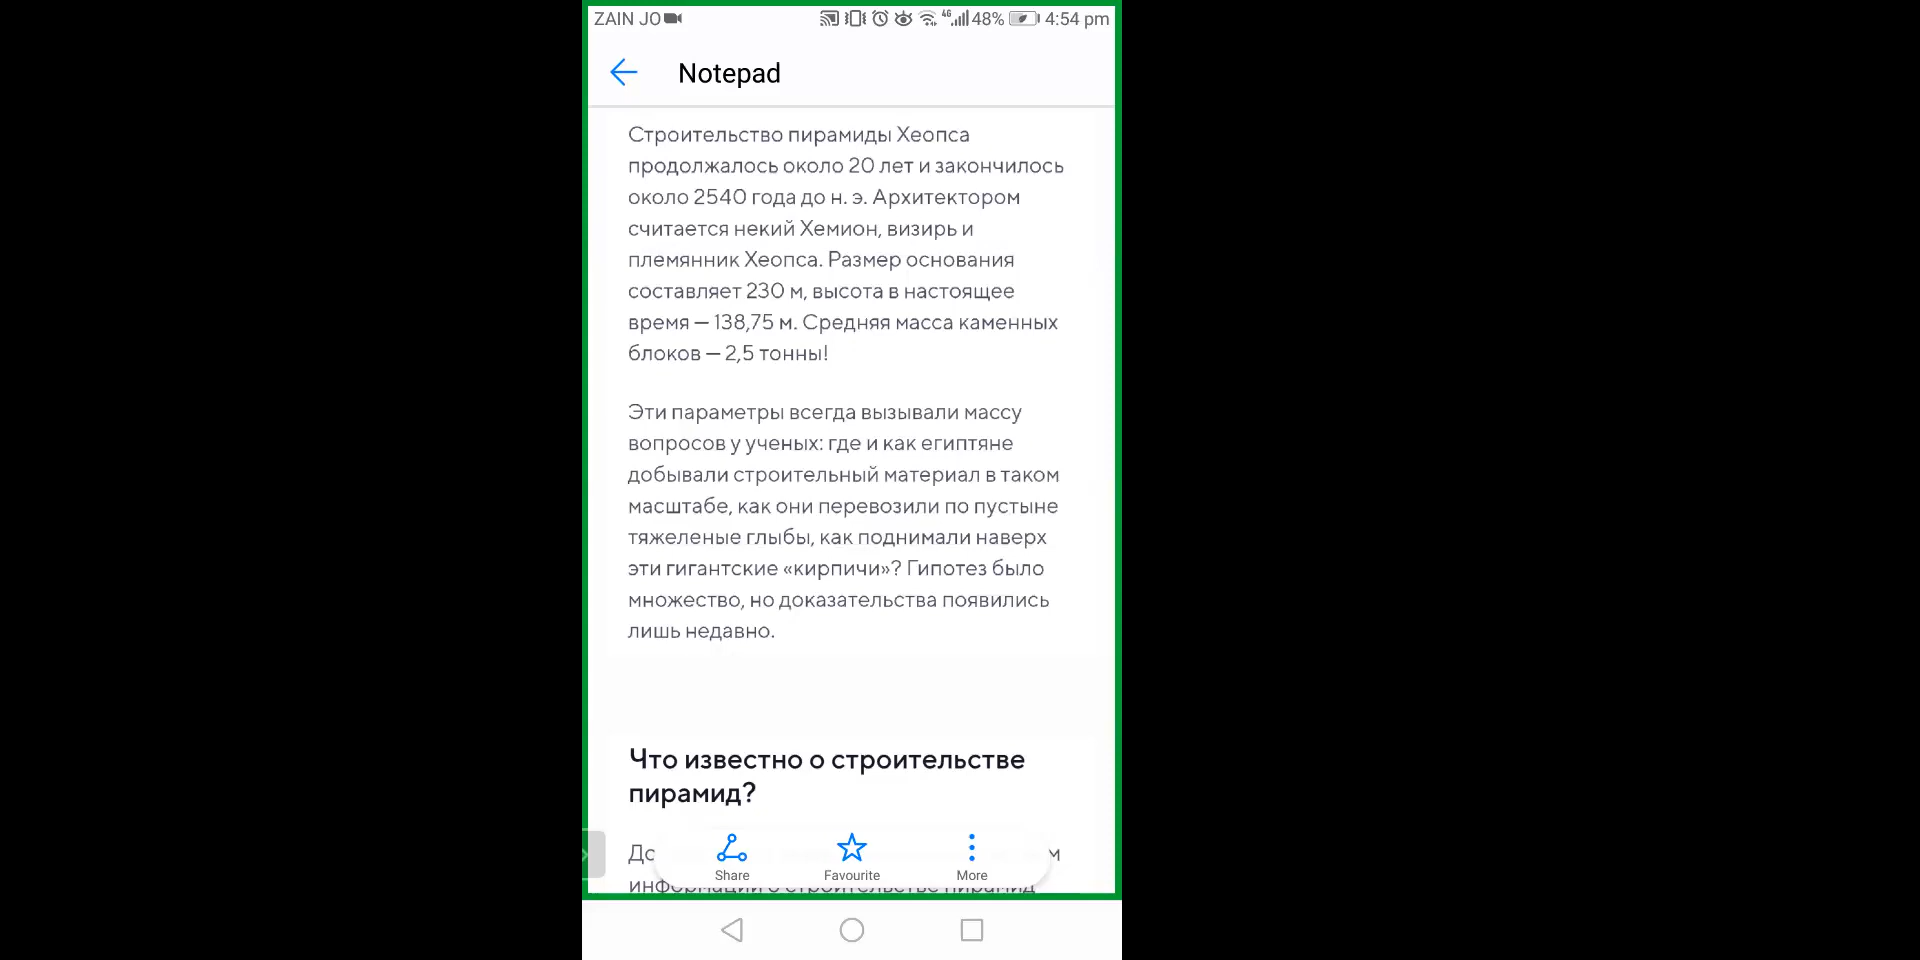 ZAIN JO
4G
48%
4:54 pm
Notepad
Строительство пирамиды Хеопса
продолжалось около 20 лет и закончилось
около 2540 года до н. э. Архитектором
считается некий Хемион, визирь и
племянник Хеопса. Размер основания
составляет 230 м, высота в настоящее
время — 138,75 м. Средняя масса каменных
блоков — 2,5 тонны!
Эти параметры всегда вызывали массу
вопросов у ученых: где и как египтяне
добывали строительный материал в таком
масштабе, как они перевозили по пустыне
тяжеленые глыбы, как поднимали наверх
эти гигантские «кирпичи»? Гипотез было
множество, но доказательства появились
лишь недавно.
Что известно о строительстве
пирамид?
информации о строительстве пирамид
Share
Favourite
More